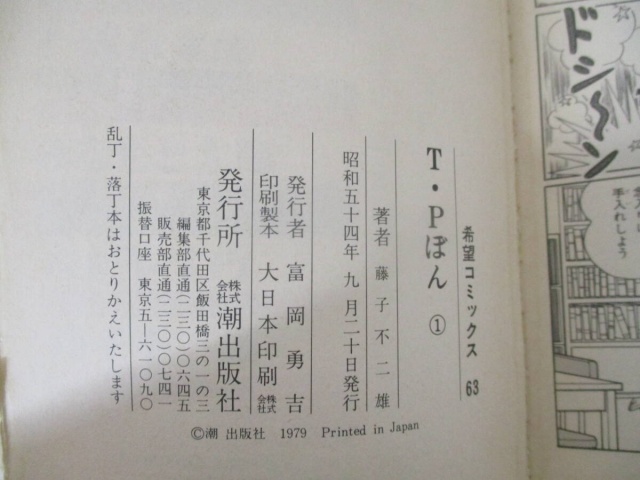 希望コミックス 63
T・Pぼん ①
著者 藤子不二雄
昭和五十四年 九月二十日発行
発行者 富岡勇吉
印刷製本 大日本印刷株式会社
発行所 株式会社潮出版社
東京都千代田区飯田橋三の一の三
編集部直通(二三〇)〇六四五
販売部直通(二三〇)〇七四一
振替口座 東京五―六一〇九〇
乱丁・落丁本はおとりかえいたします
©潮 出版社 1979 Printed in Japan
ドシ～ン
手入れしよう